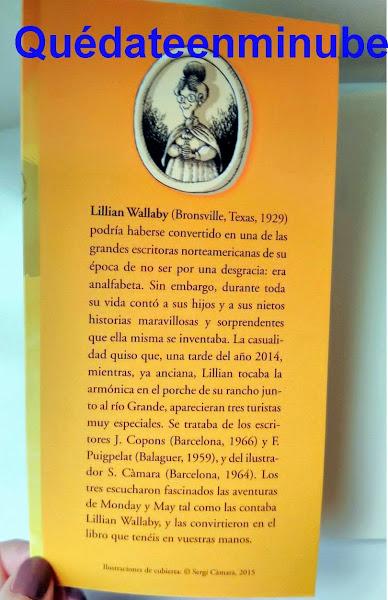 Quédateenminube
Lillian Wallaby (Bronsville, Texas, 1929)
podría haberse convertido en una de las
grandes escritoras norteamericanas de su
época de no ser por una desgracia: era
analfabeta. Sin embargo, durante toda
su vida contó a sus hijos y a sus nietos
historias maravillosas y sorprendentes
que ella misma se inventaba. La casuali-
dad quiso que, una tarde del año 2014,
mientras, ya anciana, Lillian tocaba la
armónica en el porche de su rancho jun-
to al río Grande, aparecieran tres turistas
muy especiales. Se trataba de los escri-
tores J. Copons (Barcelona, 1966) y F.
Puigpelat (Balaguer, 1959), y del ilustra-
dor S. Càmara (Barcelona, 1964). Los
tres escucharon fascinados las aventuras
de Monday y May tal como las contaba
Lillian Wallaby, y las convirtieron en el
libro que tenéis en vuestras manos.
Ilustraciones de cubierta: © Sergi Càmara, 2015